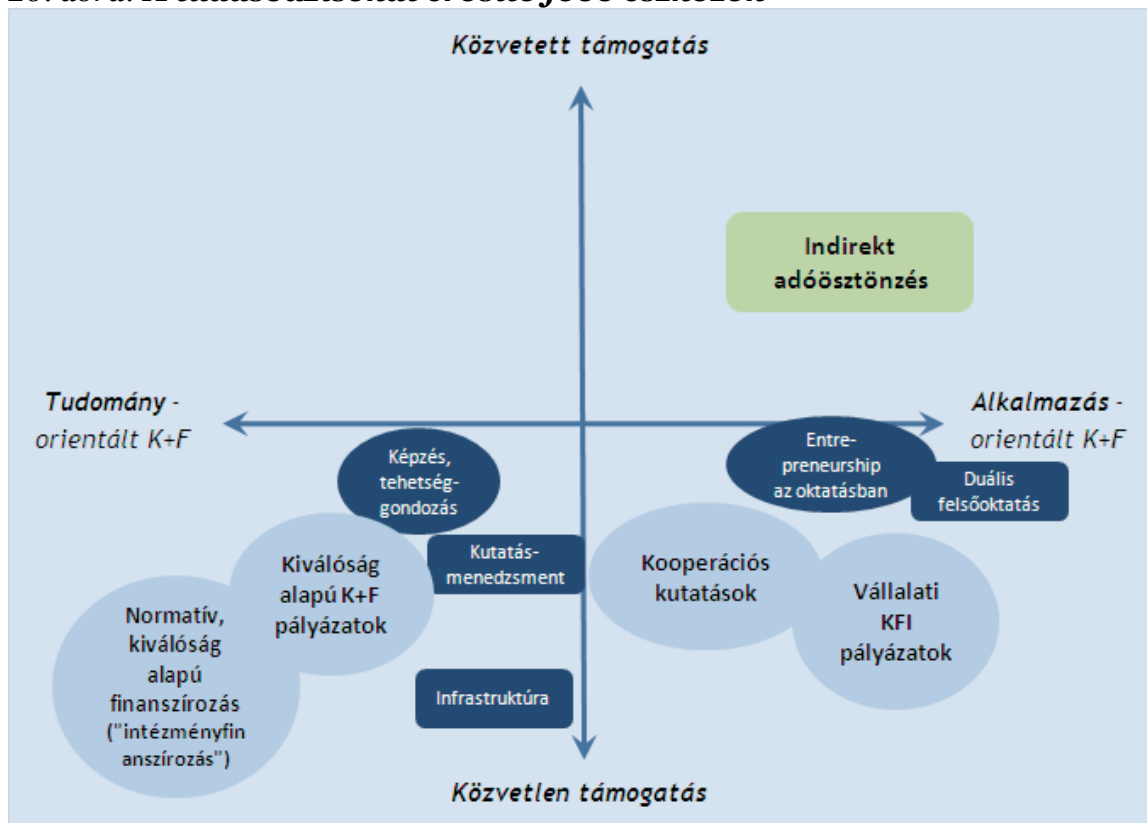 Közvetett támogatás
Indirekt
adóösztönzés
Tudomány -
orientált K+F
Alkalmazás -
orientált K+F
Képzés,
tehetség-
gondozás
Entre-
preneurship
az oktatásban
Duális
felsőoktatás
Kiválóság
alapú K+F
pályázatok
Kutatás-
menedzsment
Kooperációs
kutatások
Vállalati
KFI
pályázatok
Normatív,
kiválóság
alapú
finanszírozás
("intézményfin
anszírozás")
Infrastruktúra
Közvetlen támogatás